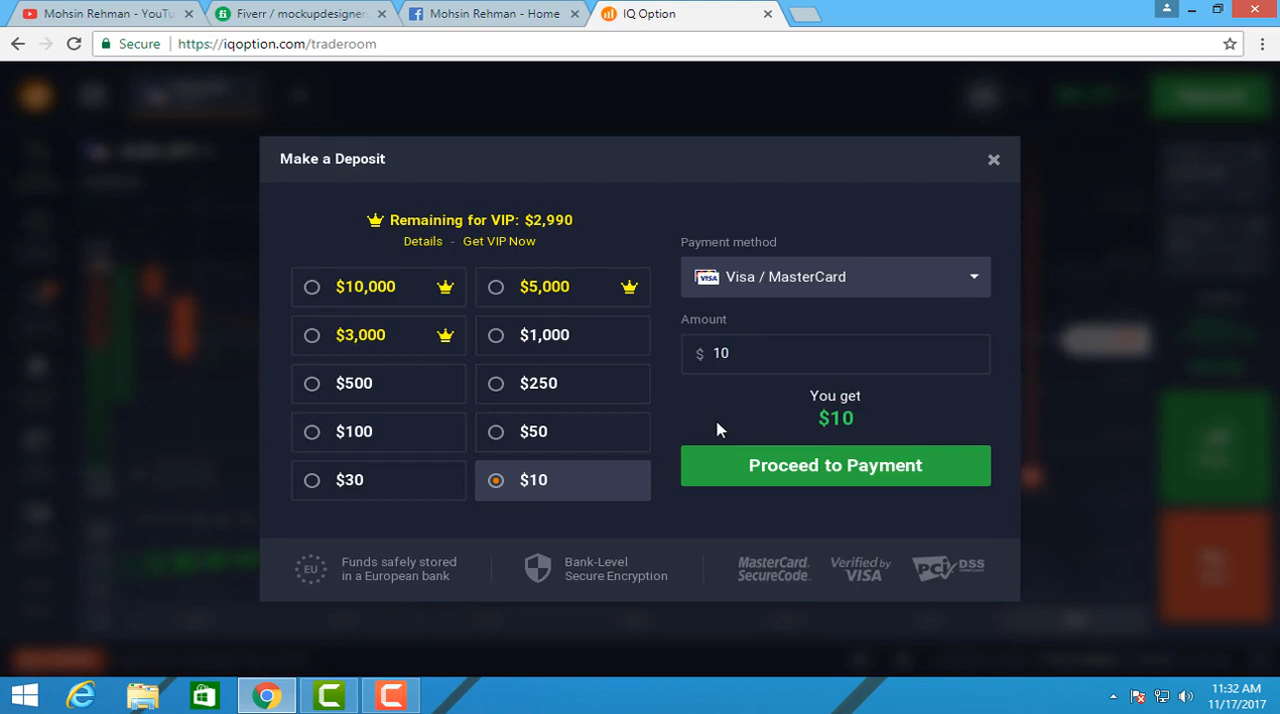 Mohsin Rehman - YouTu
Fiverr / mockupdesigner
Mohsin Rehman - Home
IQ Option
Secure
https://iqoption.com/traderoom
Make a Deposit
Remaining for VIP: $2,990
Details - Get VIP Now
$10,000
$5,000
$3,000
$1,000
$500
$250
$100
$50
$30
$10
Payment method
VISA Visa / MasterCard
Amount
$ 10
You get
$10
Proceed to Payment
EU
Funds safely stored
in a European bank
Bank-Level
Secure Encryption
MasterCard.
SecureCode.
Verified by
VISA
PCI DSS
COMPLIANT
11:32 AM
11/17/2017